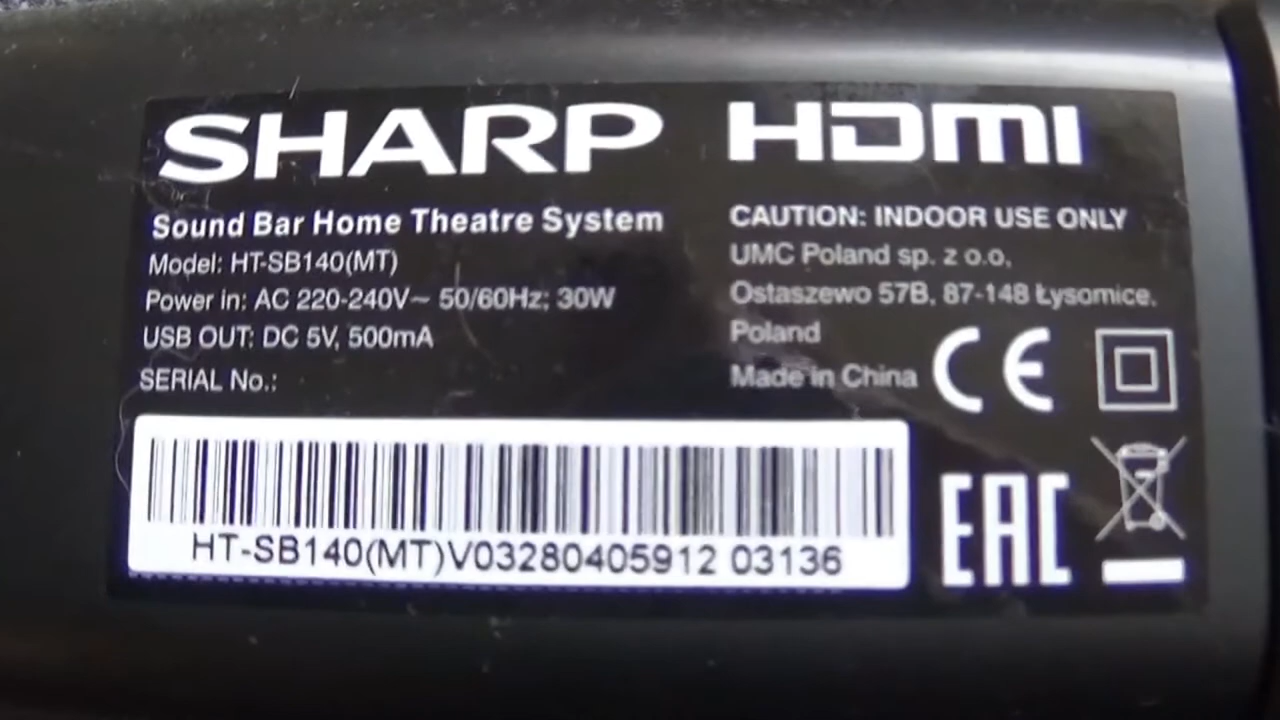 SHARP HDMI
Sound Bar Home Theatre System
Model: HT-SB140(MT)
Power in: AC 220-240V~ 50/60Hz; 30W
USB OUT: DC 5V, 500mA
SERIAL No.:
CAUTION: INDOOR USE ONLY
UMC Poland sp. z o.o,
Ostaszewo 57B, 87-148 Łysomice.
Poland
Made in China
CE
HT-SB140(MT)V03280405912 03136
EAC